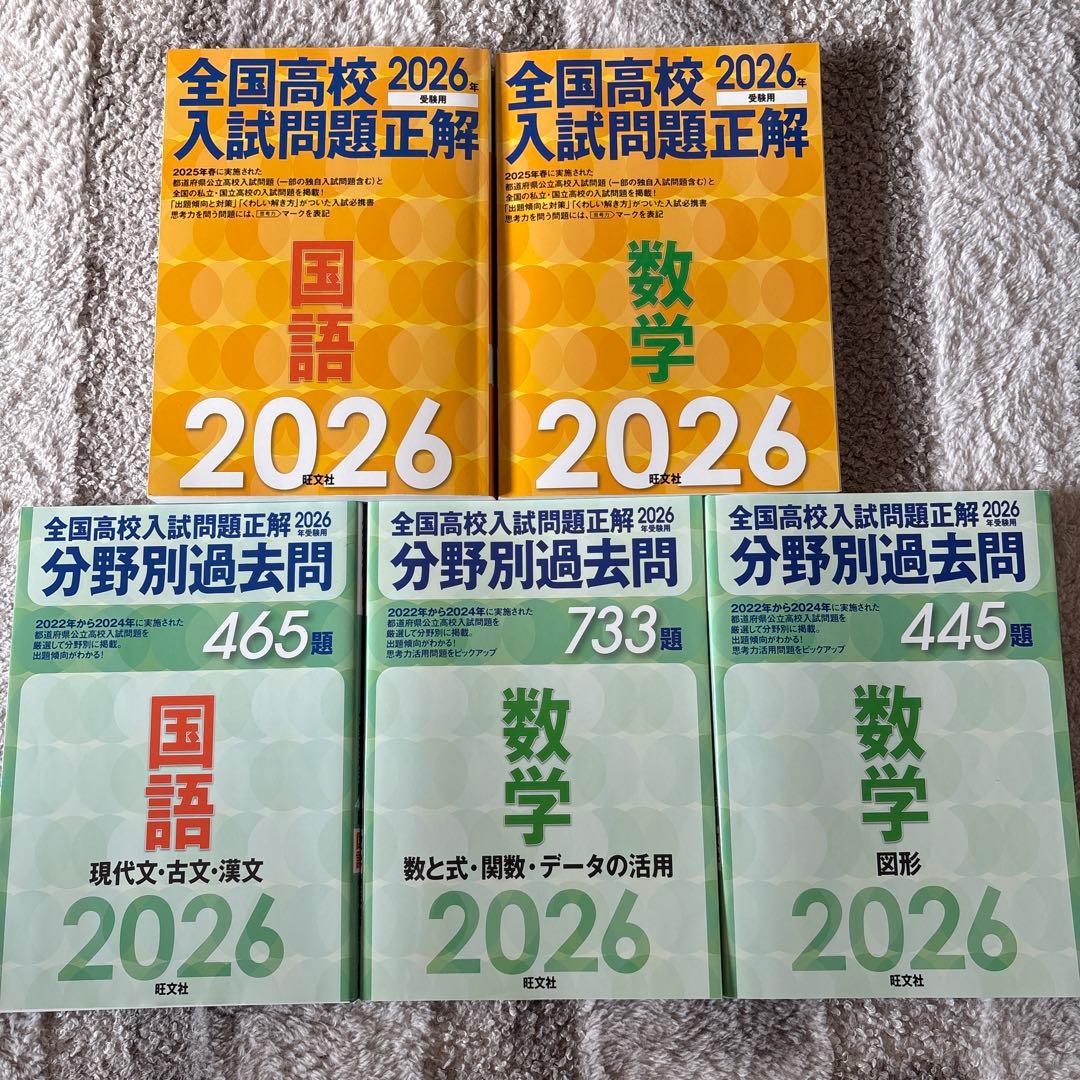 全国高校 2026年
受験用
入試問題正解
2025年春に実施された
都道府県公立高校入試問題（一部の独自入試問題含む）と
全国の私立・国立高校の入試問題を掲載！
「出題傾向と対策」「くわしい解き方」がついた入試必携書
思考力を問う問題には、思考力マークを表記
国語
2026
旺文社
全国高校 2026年
受験用
入試問題正解
2025年春に実施された
都道府県公立高校入試問題（一部の独自入試問題含む）と
全国の私立・国立高校の入試問題を掲載！
「出題傾向と対策」「くわしい解き方」がついた入試必携書
思考力を問う問題には、思考力マークを表記
数学
2026
旺文社
全国高校入試問題正解 2026
年受験用
分野別過去問
465題
2022年から2024年に実施された
都道府県公立高校入試問題を
厳選して分野別に掲載。
出題傾向がわかる！
国語
現代文・古文・漢文
2026
旺文社
全国高校入試問題正解 2026
年受験用
分野別過去問
733題
2022年から2024年に実施された
都道府県公立高校入試問題を
厳選して分野別に掲載。
出題傾向がわかる！
思考力活用問題をピックアップ
数学
数と式・関数・データの活用
2026
旺文社
全国高校入試問題正解 2026
年受験用
分野別過去問
445題
2022年から2024年に実施された
都道府県公立高校入試問題を
厳選して分野別に掲載。
出題傾向がわかる！
思考力活用問題をピックアップ
数学
図形
2026
旺文社